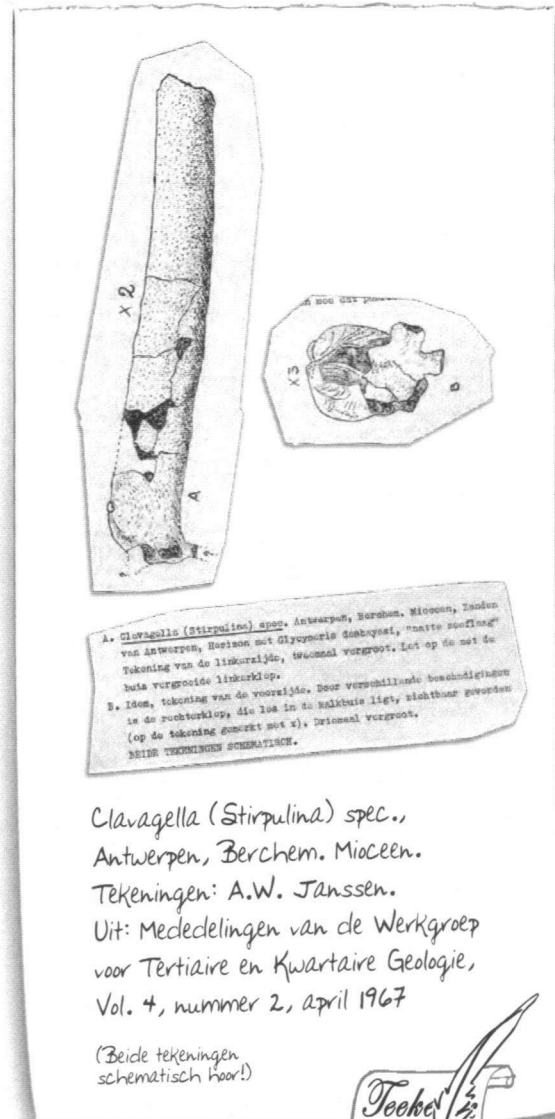 x 2
A
x 3
B
A. Clavagella (Stirpulina) spec. Antwerpen, Berchem. Mioceen, Zanden
van Antwerpen, Horizon met Glycymeris deshayesi,
Tekening van de linkerzijde, tweemaal vergroot. Let op de met de
buis vergroeide linkerklep.
B. Idem, tekening van de voorzijde. Door verschillende beschadigingen
is de rechterklep, die los in de kalkbuis ligt, zichtbaar geworden
(op de tekening gemerkt met x). Driemaal vergroot.
BEIDE TEKENINGEN SCHEMATISCH.
Clavagella (Stirpulina) spec.,
Antwerpen, Berchem. Mioceen.
Tekeningen: A.W. Janssen.
Uit: Mededelingen van de Werkgroep
voor Tertiaire en Kwartaire Geologie,
Vol. 4, nummer 2, april 1967
(Beide tekeningen
schematisch hoor!)